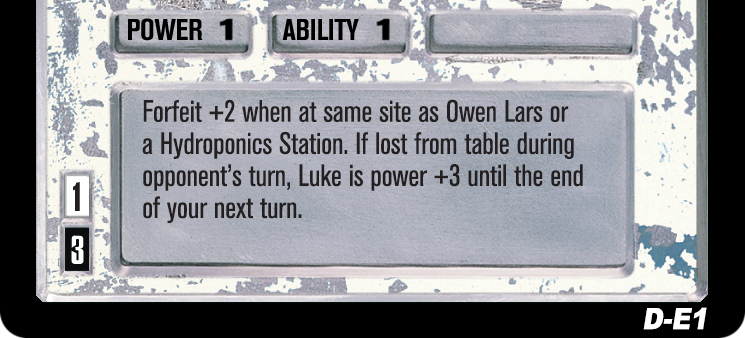 POWER 1 ABILITY 1
Forfeit +2 when at same site as Owen Lars or
a Hydroponics Station. If lost from table during
opponent's turn, Luke is power +3 until the end
of your next turn.
1
3
D-E1